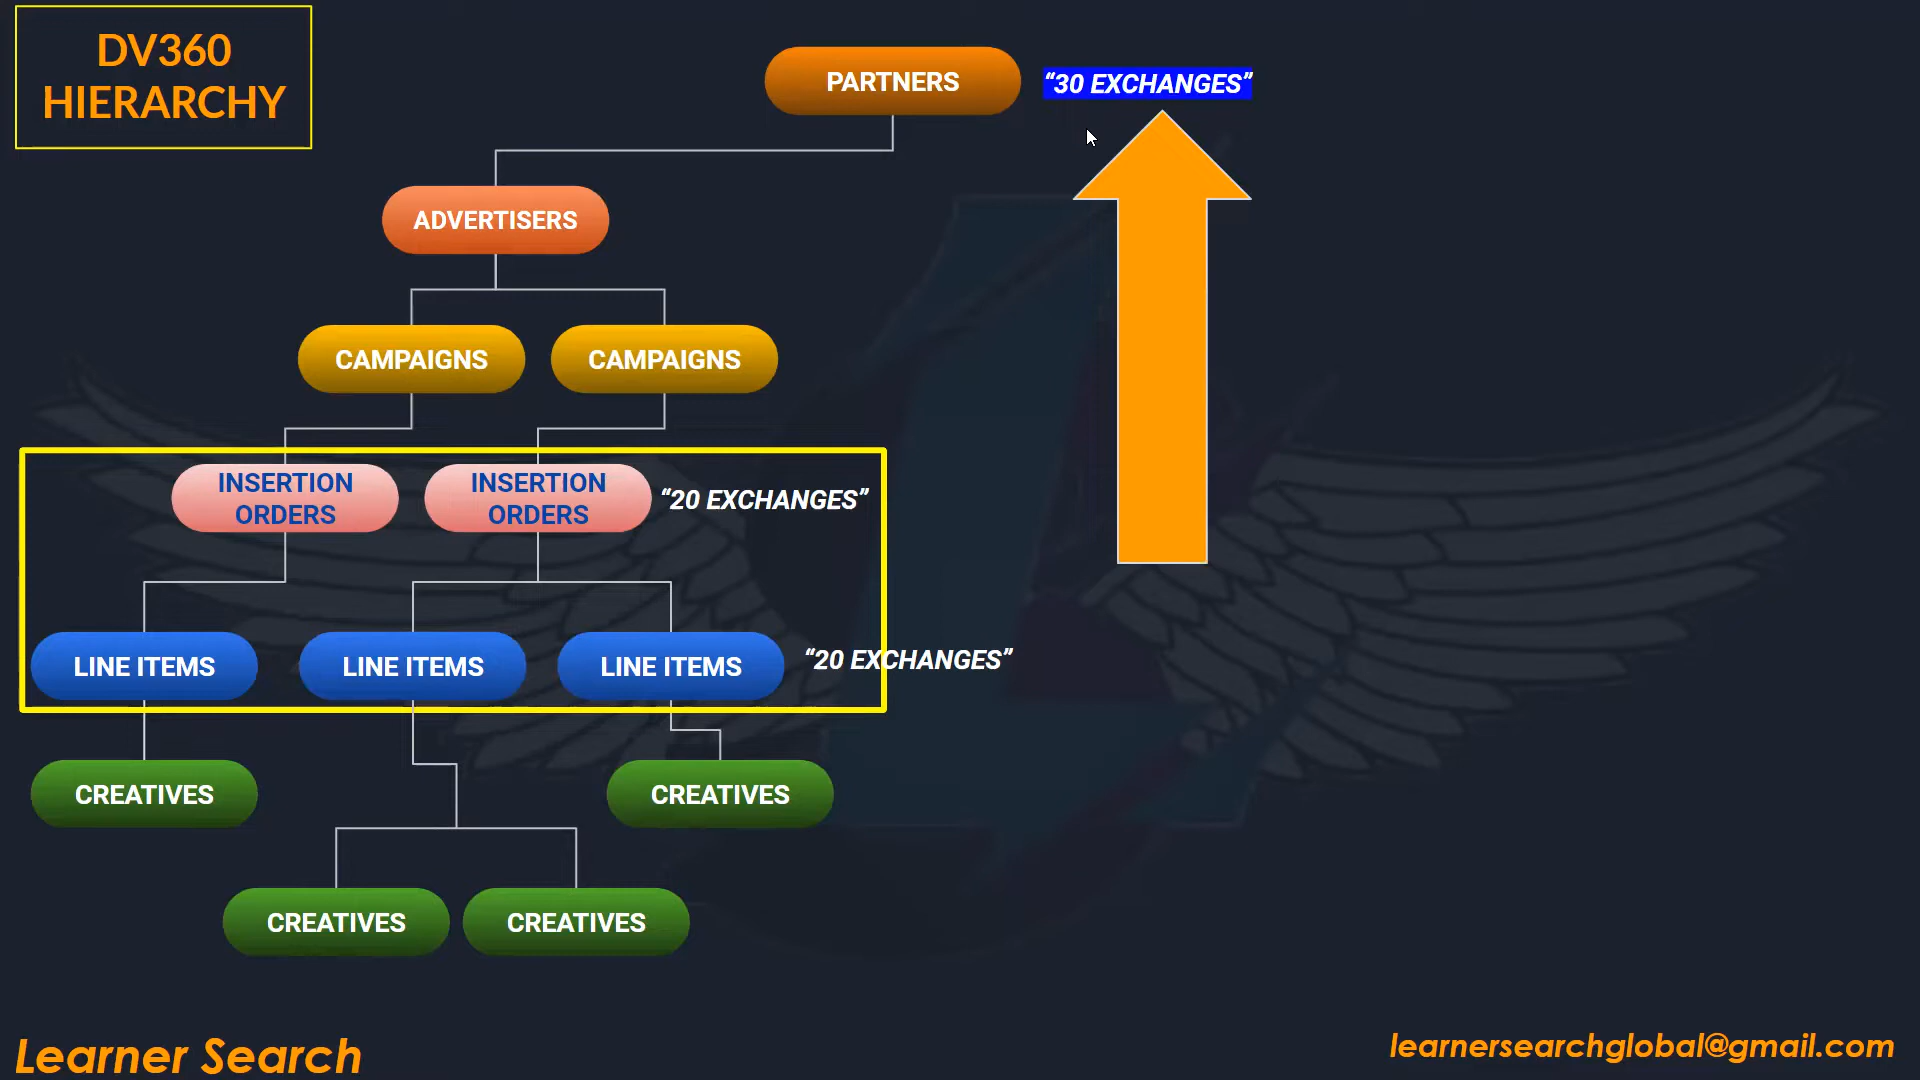 DV360
HIERARCHY
PARTNERS
“30 EXCHANGES”
ADVERTISERS
CAMPAIGNS
CAMPAIGNS
INSERTION
ORDERS
INSERTION
ORDERS
“20 EXCHANGES”
LINE ITEMS
LINE ITEMS
LINE ITEMS
“20 EXCHANGES”
CREATIVES
CREATIVES
CREATIVES
CREATIVES
Learner Search
learnersearchglobal@gmail.com